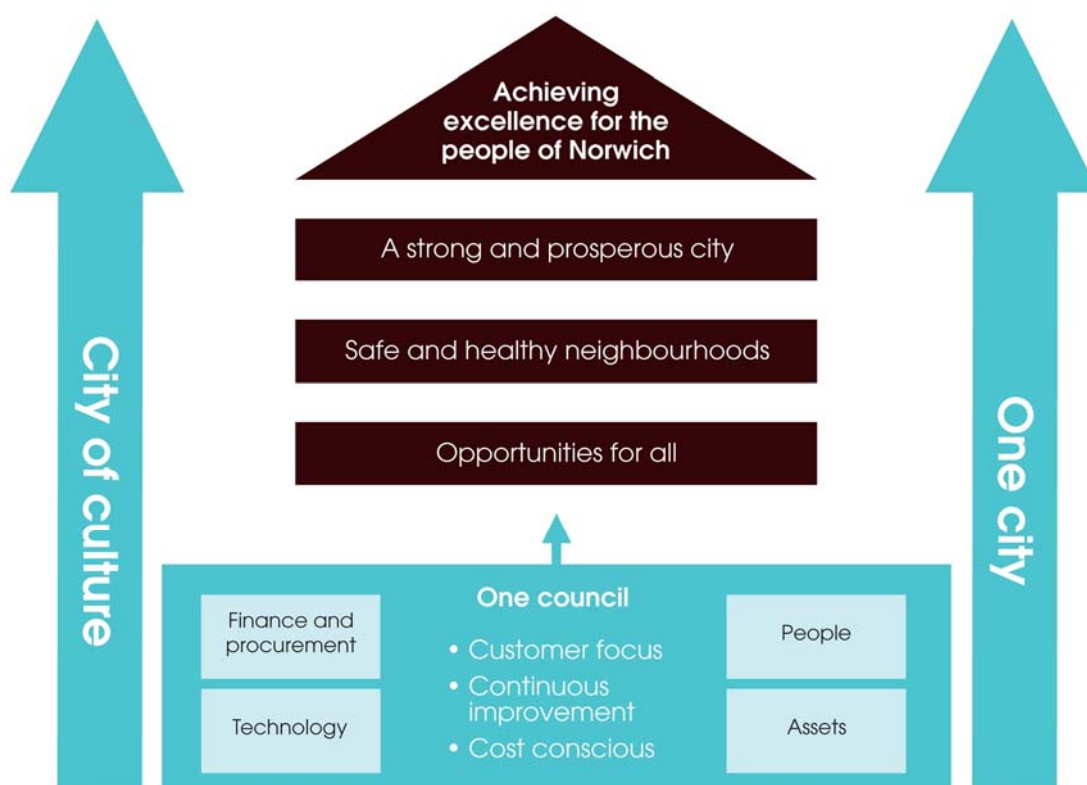 Achieving
excellence for the
people of Norwich
A strong and prosperous city
Safe and healthy neighbourhoods
Opportunities for all
City of culture
One city
One council
• Customer focus
• Continuous
improvement
• Cost conscious
Finance and
procurement
Technology
People
Assets